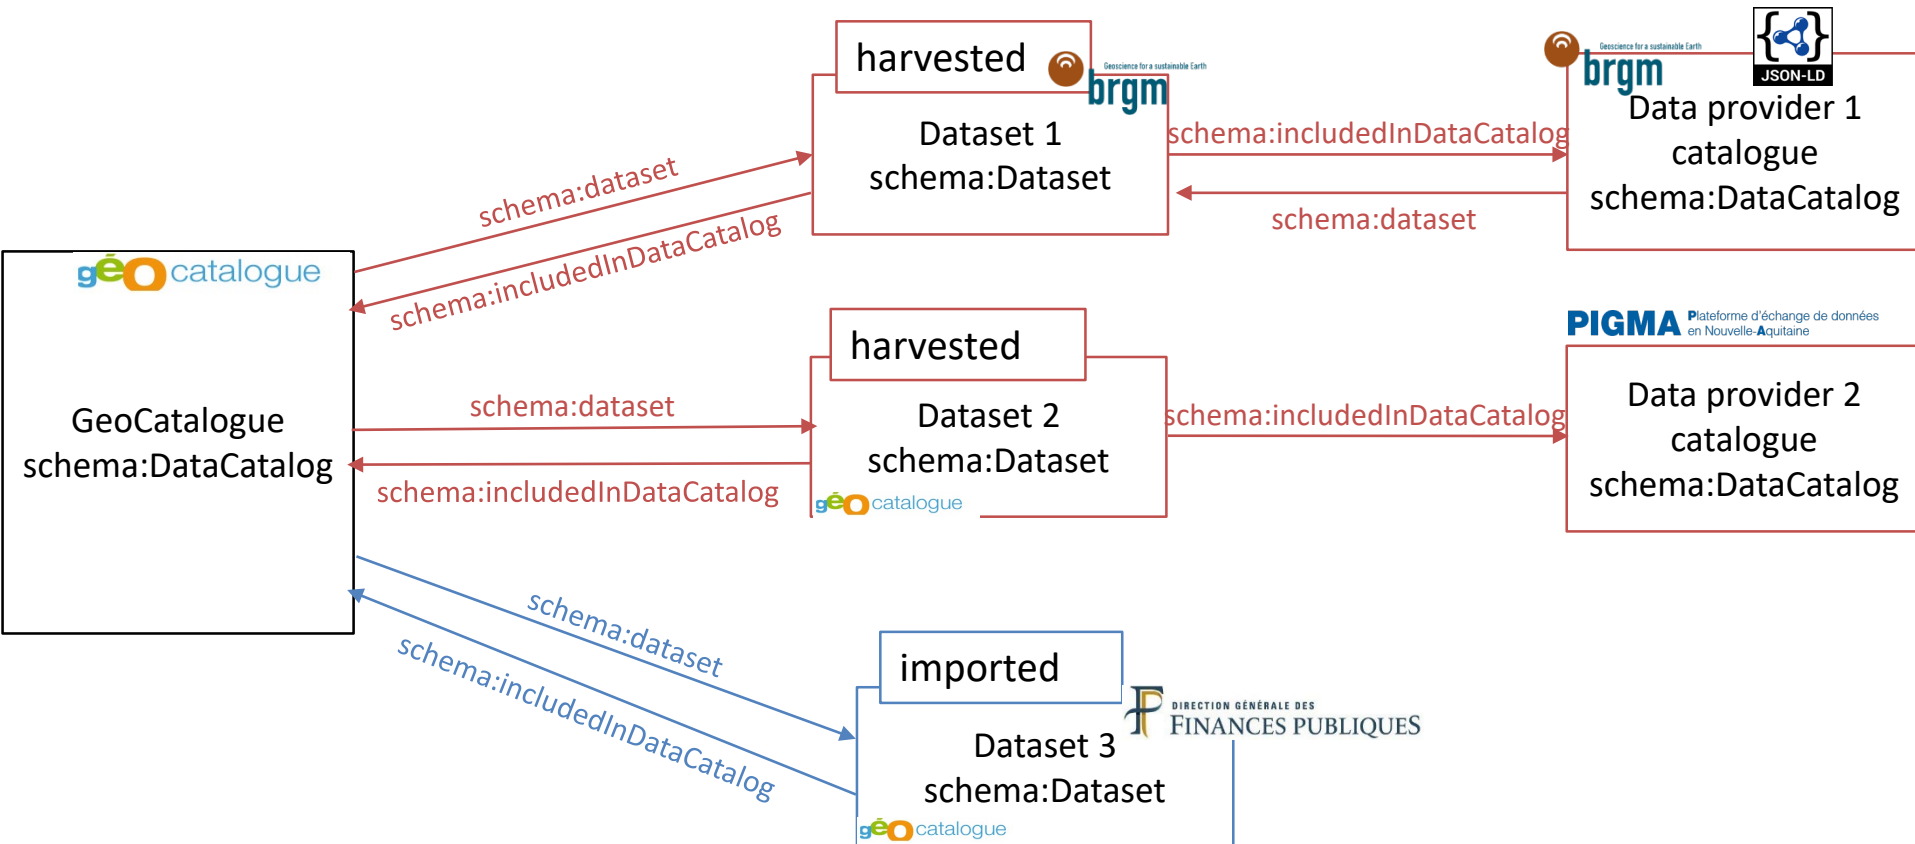 géo catalogue
GeoCatalogue
schema:DataCatalog
schema:dataset
schema:includedInDataCatalog
harvested
Geoscience for a sustainable Earth
brgm
Dataset 1
schema:Dataset
schema:includedInDataCatalog
schema:dataset
Geoscience for a sustainable Earth
brgm
JSON-LD
Data provider 1
catalogue
schema:DataCatalog
schema:dataset
schema:includedInDataCatalog
harvested
Dataset 2
schema:Dataset
géo catalogue
schema:includedInDataCatalog
PIGMA Plateforme d'échange de données
en Nouvelle-Aquitaine
Data provider 2
catalogue
schema:DataCatalog
schema:dataset
schema:includedInDataCatalog
imported
DIRECTION GÉNÉRALE DES
FINANCES PUBLIQUES
Dataset 3
schema:Dataset
géo catalogue